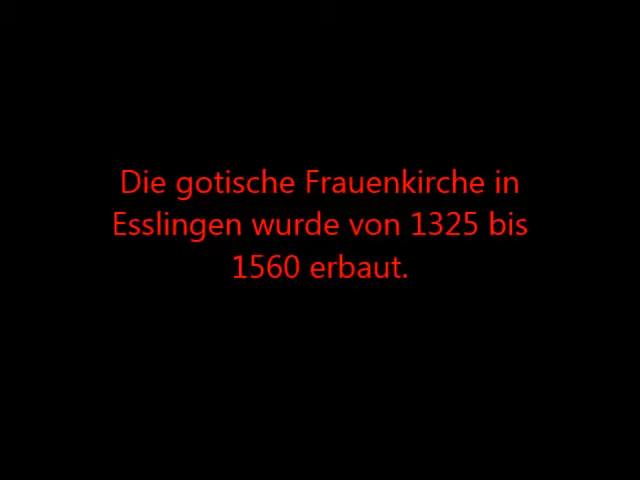 Die gotische Frauenkirche in
Esslingen wurde von 1325 bis
1560 erbaut.